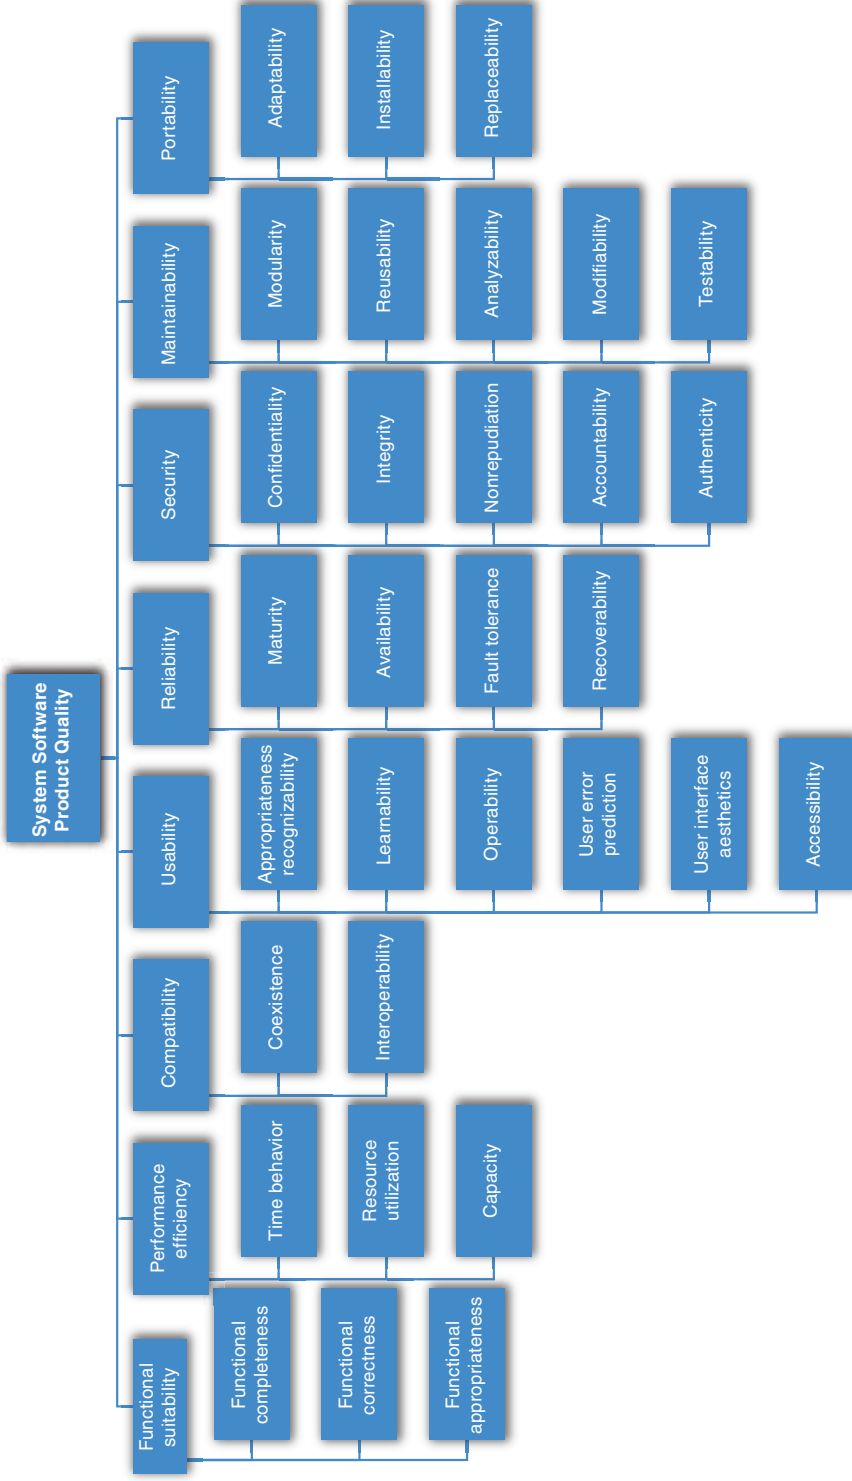 System Software
Product Quality
Functional
suitability
Functional
completeness
Functional
correctness
Functional
appropriateness
Performance
efficiency
Time behavior
Resource
utilization
Capacity
Compatibility
Coexistence
Interoperability
Usability
Appropriateness
recognizability
Learnability
Operability
User error
prediction
User interface
aesthetics
Accessibility
Reliability
Maturity
Availability
Fault tolerance
Recoverability
Security
Confidentiality
Integrity
Nonrepudiation
Accountability
Authenticity
Maintainability
Modularity
Reusability
Analyzability
Modifiability
Testability
Portability
Adaptability
Installability
Replaceability